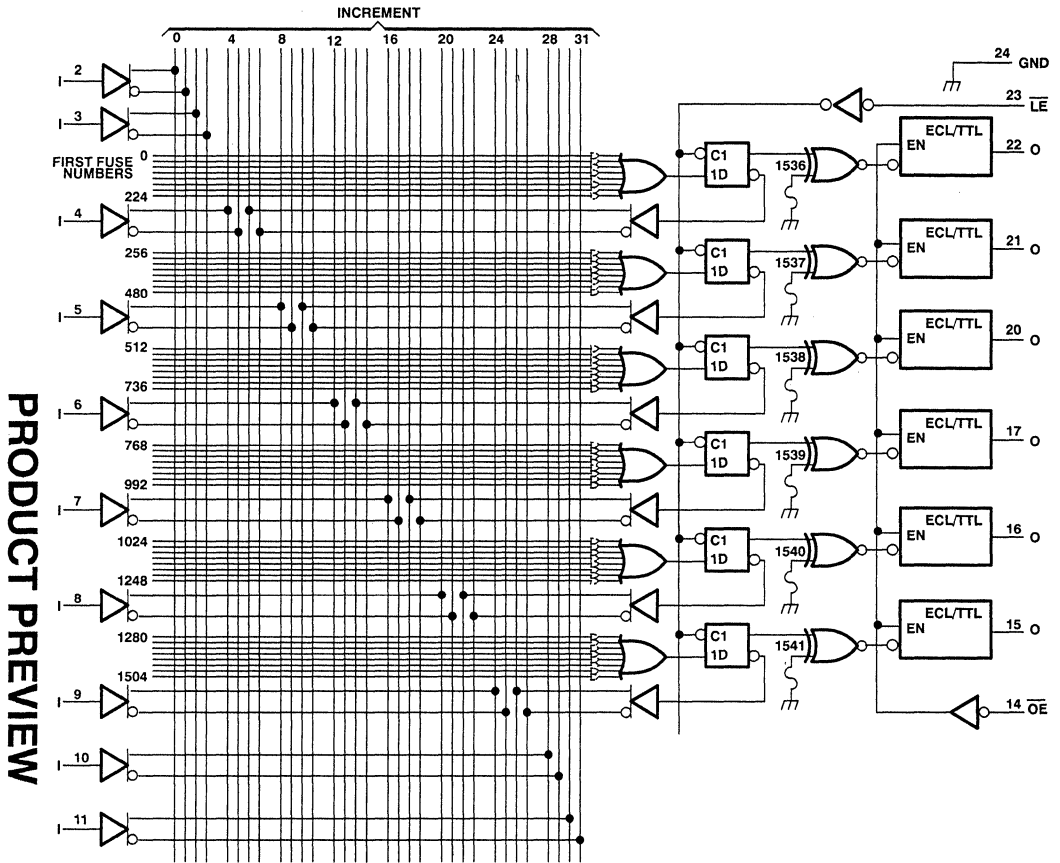 INCREMENT
0 4 8 12 16 20 24 28 31
I 2
I 3
FIRST FUSE NUMBERS
0
224
I 4
256
480
I 5
512
736
I 6
768
992
I 7
1024
1248
I 8
1280
1504
I 9
I 10
I 11
24 GND
23 LE
C1
1D
1536
EN
ECL/TTL
22 O
C1
1D
1537
EN
ECL/TTL
21 O
C1
1D
1538
EN
ECL/TTL
20 O
C1
1D
1539
EN
ECL/TTL
17 O
C1
1D
1540
EN
ECL/TTL
16 O
C1
1D
1541
EN
ECL/TTL
15 O
14 OE
PRODUCT PREVIEW